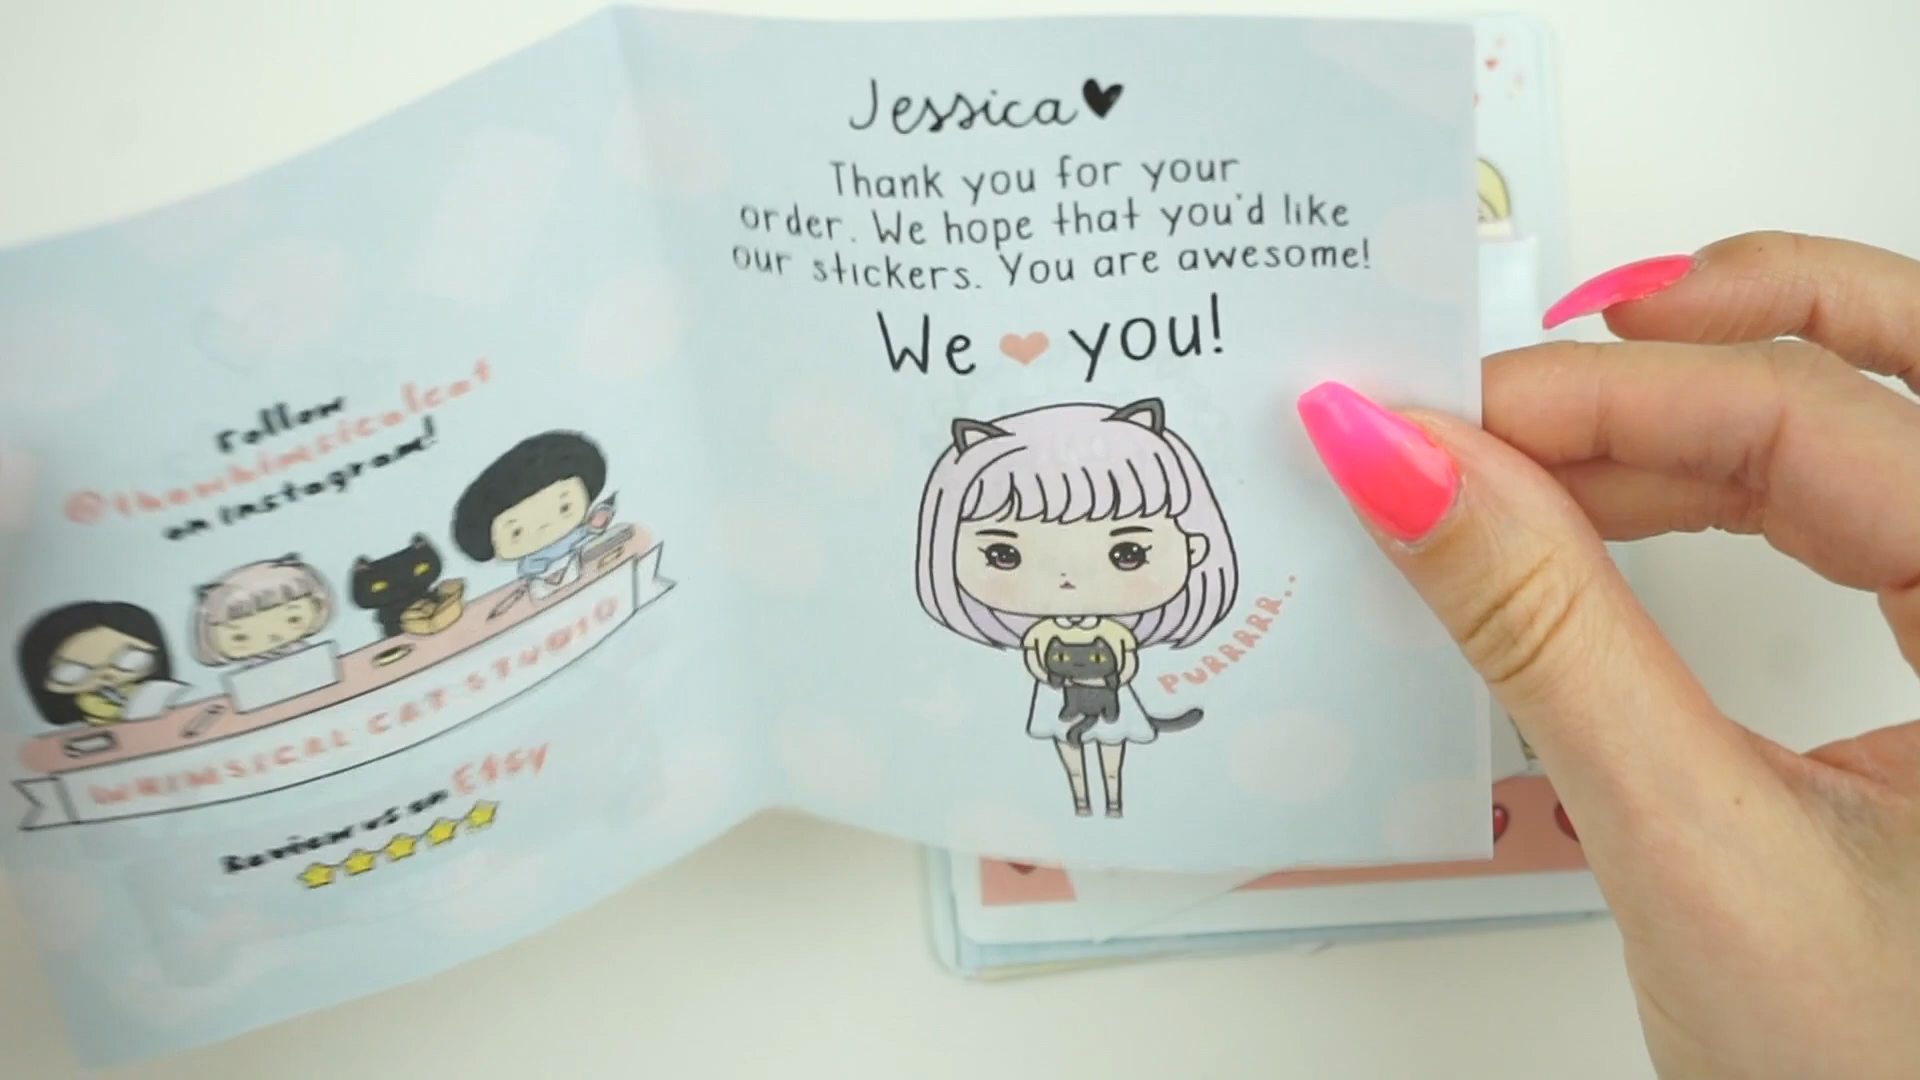 Follow
@thewhimsicalcat
on Instagram!
WHIMSICAL CAT STUDIO
Review us on Etsy
Jessica♥
Thank you for your
order. We hope that you'd like
our stickers. You are awesome!
We ♥ you!
PURRRRRR..